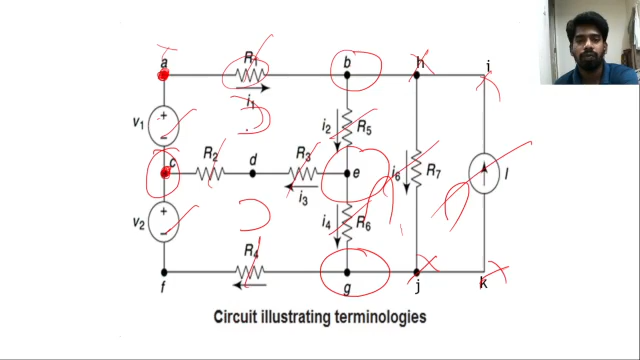 a R₁ b h i
i₁
v₁ + − i₂ R₅
c R₂ d R₃ e i₆ R₇ I
i₃
v₂ + − i₄ R₆
R₄
f g j k
Circuit illustrating terminologies